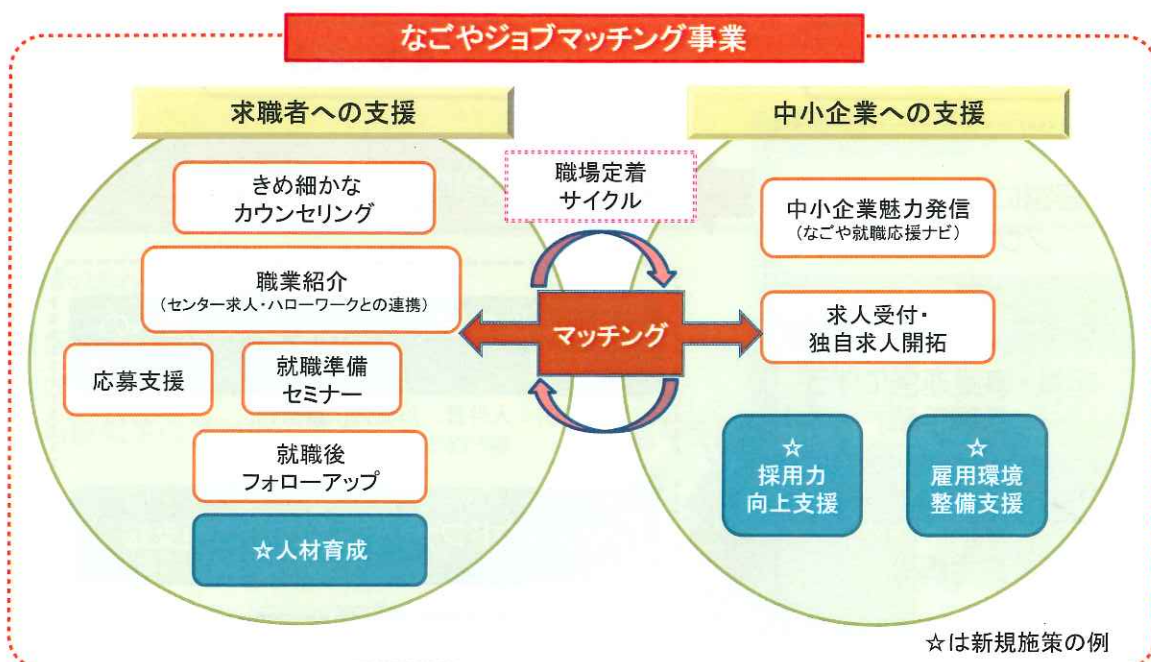 なごやジョブマッチング事業
求職者への支援
きめ細かな
カウンセリング
職業紹介
(センター求人・ハローワークとの連携)
応募支援
就職準備
セミナー
就職後
フォローアップ
☆人材育成
職場定着
サイクル
マッチング
中小企業への支援
中小企業魅力発信
(なごや就職応援ナビ)
求人受付・
独自求人開拓
☆
採用力
向上支援
☆
雇用環境
整備支援
☆は新規施策の例